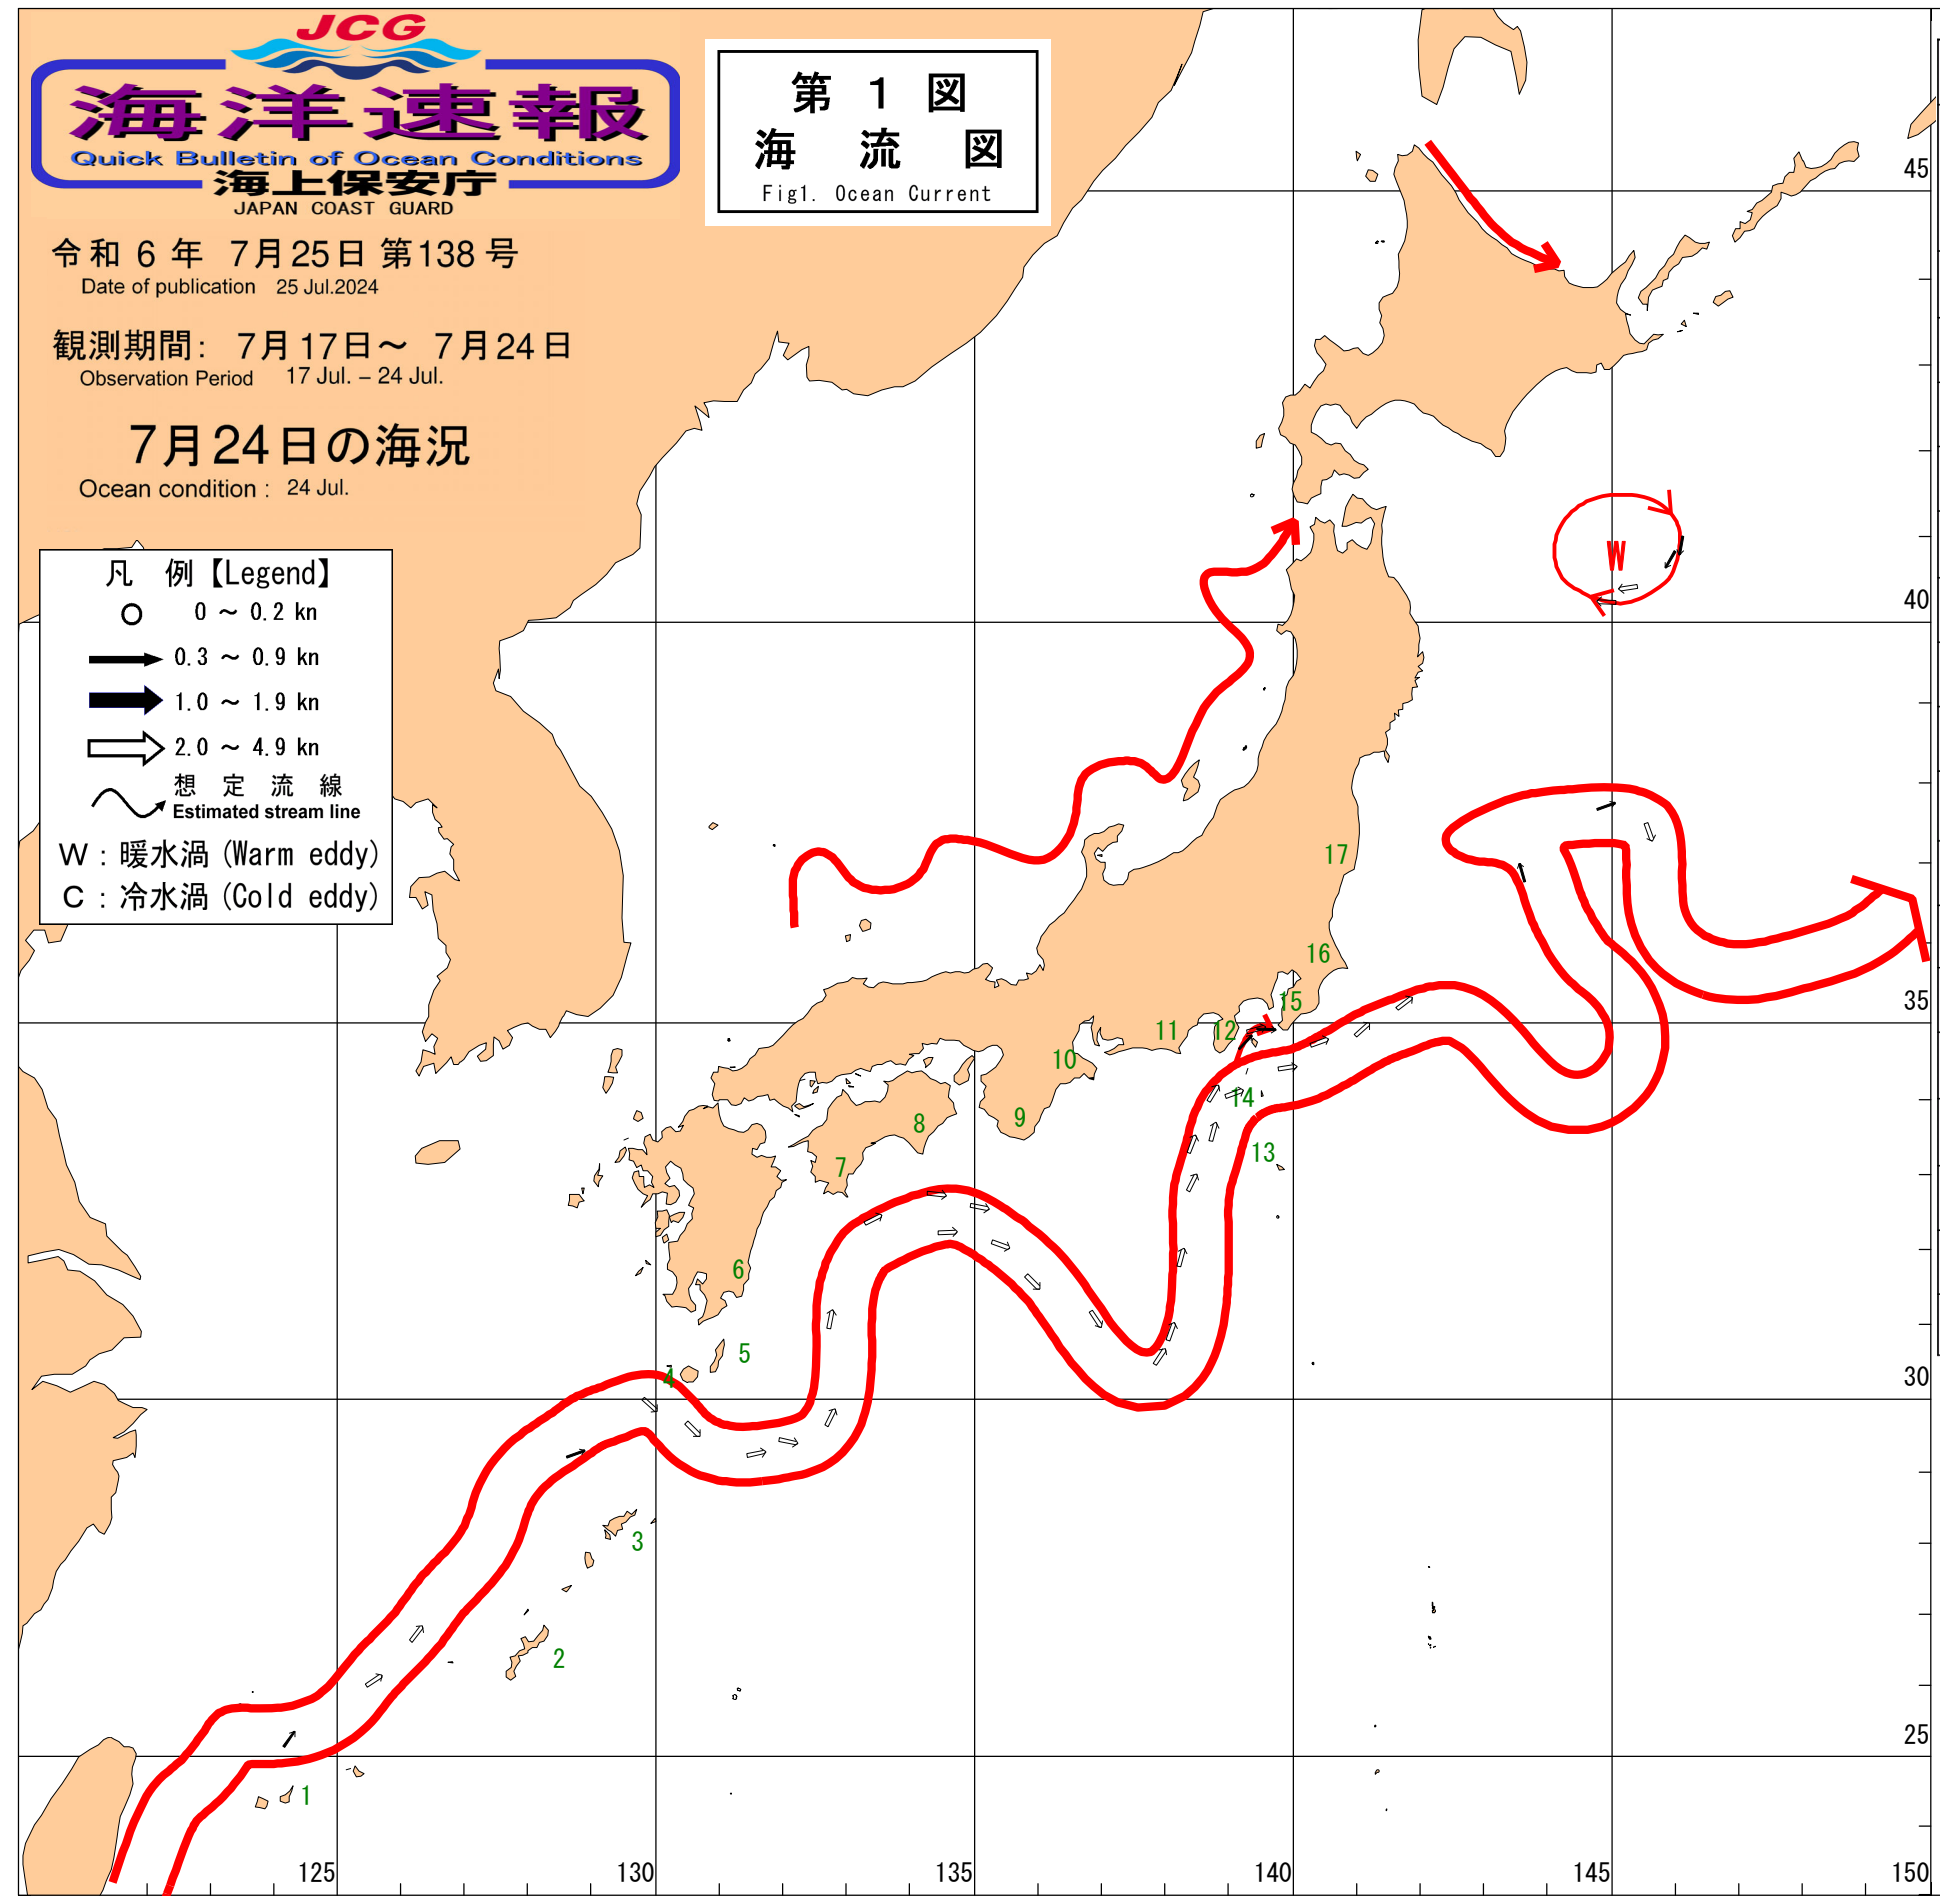 JCG
海洋速報
Quick Bulletin of Ocean Conditions
海上保安庁
JAPAN COAST GUARD
令和 6 年 7月25日 第138号
Date of publication 25 Jul.2024
観測期間： 7月17日～ 7月24日
Observation Period 17 Jul. – 24 Jul.
7月24日の海況
Ocean condition : 24 Jul.
第 1 図
海 流 図
Fig1. Ocean Current
凡 例【Legend】
0 ～ 0.2 kn
0.3 ～ 0.9 kn
1.0 ～ 1.9 kn
2.0 ～ 4.9 kn
想 定 流 線
Estimated stream line
W：暖水渦(Warm eddy)
C：冷水渦(Cold eddy)
45
W
40
17
16
15
35
11
12
10
14
9
8
13
7
6
5
4
30
3
2
25
1
125
130
135
140
145
150